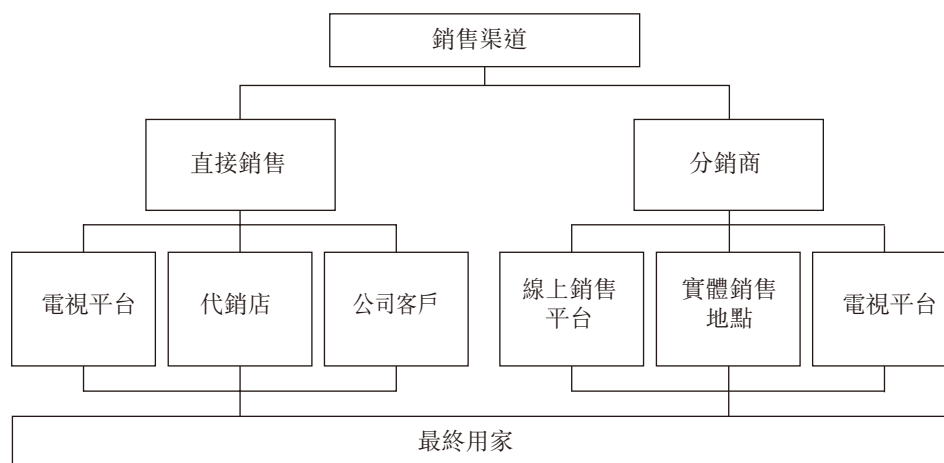 銷售渠道
直接銷售
分銷商
電視平台
代銷店
公司客戶
線上銷售
平台
實體銷售
地點
電視平台
最終用家